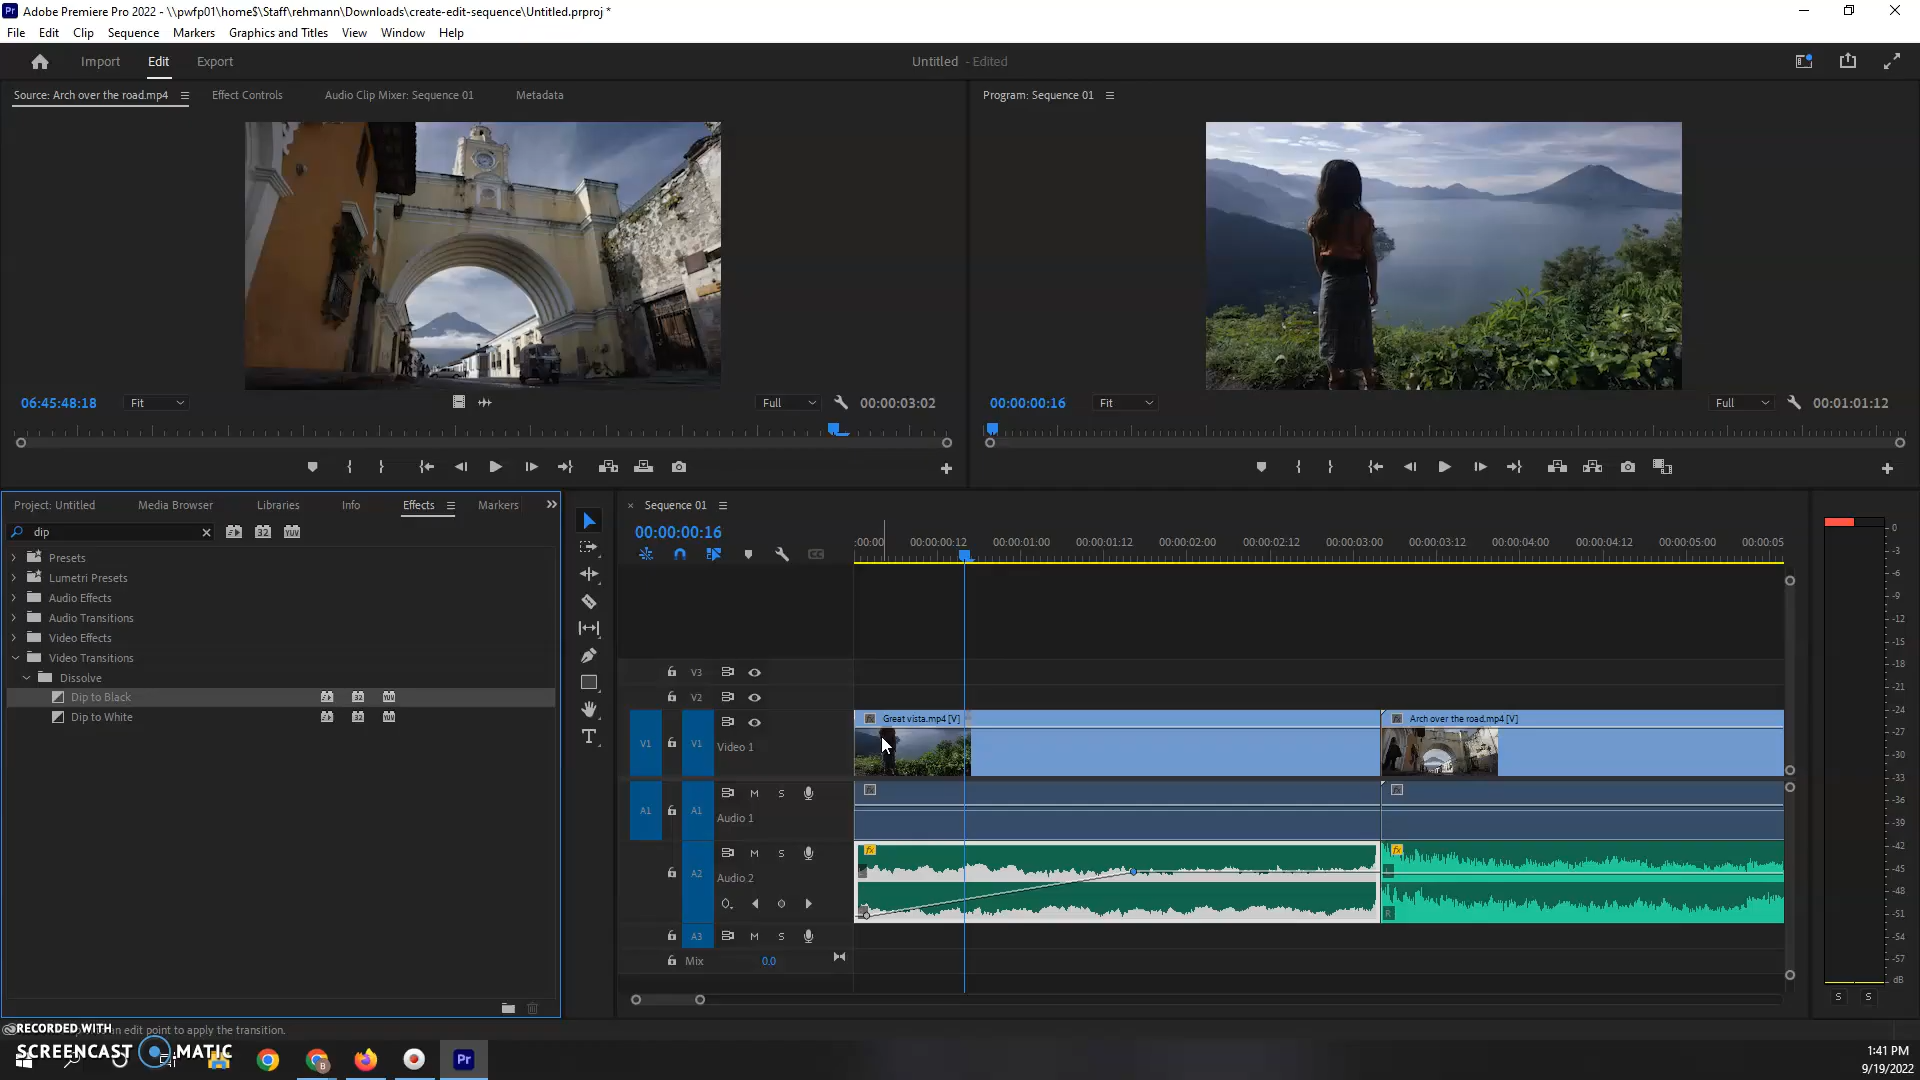 Adobe Premiere Pro 2022 - \\pwfp01\home$\Staff\rehmann\Downloads\create-edit-sequence\Untitled.prproj *
File Edit Clip Sequence Markers Graphics and Titles View Window Help
Import Edit Export
Untitled - Edited
Source: Arch over the road.mp4 Effect Controls Audio Clip Mixer: Sequence 01 Metadata
Program: Sequence 01
06:45:48:18 Fit Full 00:00:03:02
00:00:00:16 Fit Full 00:01:01:12
Project: Untitled Media Browser Libraries Info Effects Markers
dip
Presets
Lumetri Presets
Audio Effects
Audio Transitions
Video Effects
Video Transitions
Dissolve
Dip to Black
Dip to White
Sequence 01
00:00:00:16
:00:00 00:00:00:12 00:00:01:00 00:00:01:12 00:00:02:00 00:00:02:12 00:00:03:00 00:00:03:12 00:00:04:00 00:00:04:12 00:00:05:00 00:00:05
V3
V2
V1 V1 Video 1
Great vista.mp4 [V]
Arch over the road.mp4 [V]
A1 A1 M S Audio 1
A2 M S Audio 2
A3 M S
Mix 0.0
0
-3
-6
-9
-12
-15
-18
-21
-24
-27
-30
-33
-36
-39
-42
-45
-48
-51
-54
-57
dB
S S
an edit point to apply the transition.
RECORDED WITH
SCREENCAST MATIC
1:41 PM
9/19/2022